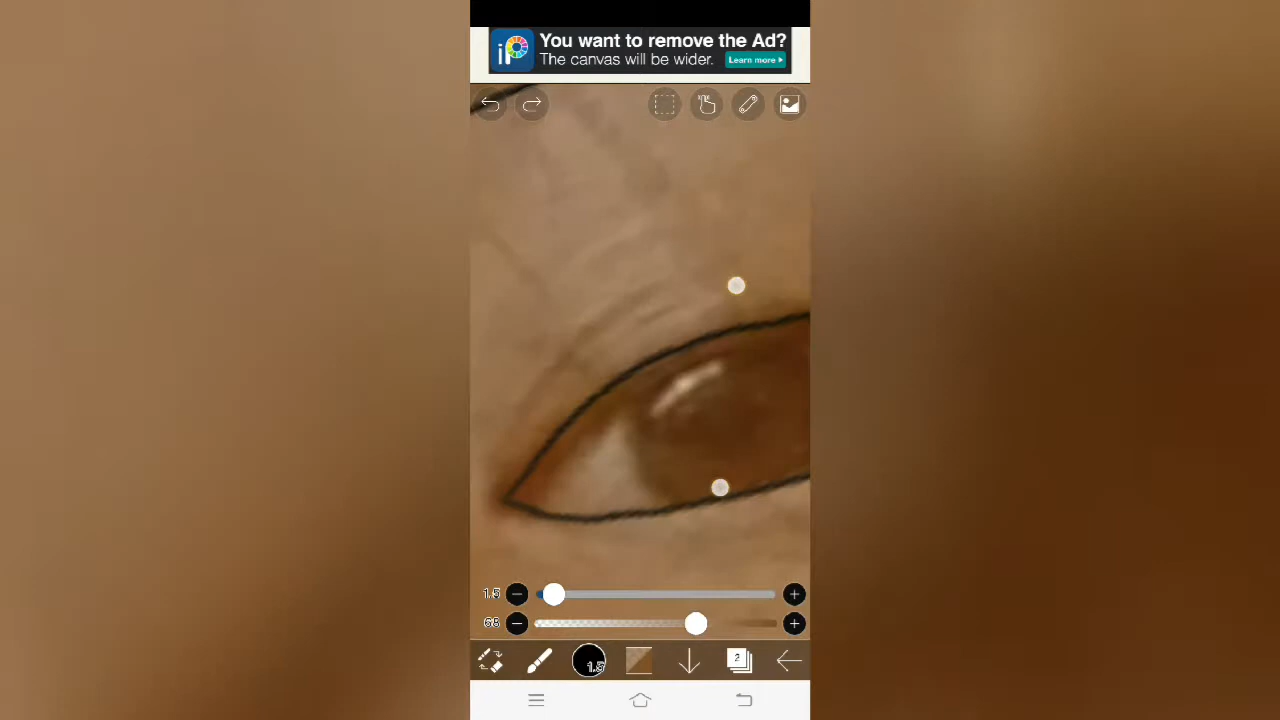 iP
You want to remove the Ad?
The canvas will be wider.
Learn more
1.5
68
1.5
2